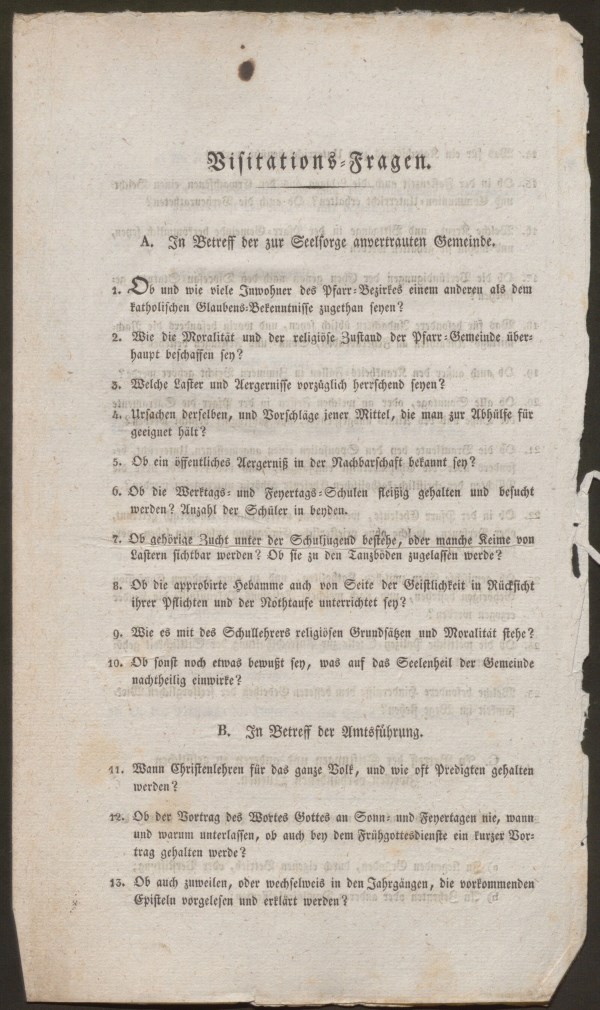 Visitations-Fragen.
A. In Betreff der zur Seelsorge anvertrauten Gemeinde.
1. Ob und wie viele Inwohner des Pfarr-Bezirkes einem anderen als dem
katholischen Glaubens-Bekenntnisse zugethan seyen?
2. Wie die Moralität und der religiöse Zustand der Pfarr-Gemeinde über-
haupt beschaffen sey?
3. Welche Laster und Aergernisse vorzüglich herrschend seyen?
4. Ursachen derselben, und Vorschläge jener Mittel, die man zur Abhülfe für
geeignet hält?
5. Ob ein öffentliches Aergerniß in der Nachbarschaft bekannt sey?
6. Ob die Werktags- und Feyertags-Schulen fleißig gehalten und besucht
werden? Anzahl der Schüler in beyden.
7. Ob gehörige Zucht unter der Schuljugend bestehe, oder manche Keime von
Lastern sichtbar werden? Ob sie zu den Tanzböden zugelassen werde?
8. Ob die approbirte Hebamme auch von Seite der Geistlichkeit in Rücksicht
ihrer Pflichten und der Nothtaufe unterrichtet sey?
9. Wie es mit des Schullehrers religiösen Grundsätzen und Moralität stehe?
10. Ob sonst noch etwas bewußt sey, was auf das Seelenheil der Gemeinde
nachtheilig einwirke?
B. In Betreff der Amtsführung.
11. Wann Christenlehren für das ganze Volk, und wie oft Predigten gehalten
werden?
12. Ob der Vortrag des Wortes Gottes an Sonn- und Feyertagen nie, wann
und warum unterlassen, ob auch bey dem Frühgottesdienste ein kurzer Vor-
trag gehalten werde?
13. Ob auch zuweilen, oder wechselweis in den Jahrgängen, die vorkommenden
Episteln vorgelesen und erklärt werden?